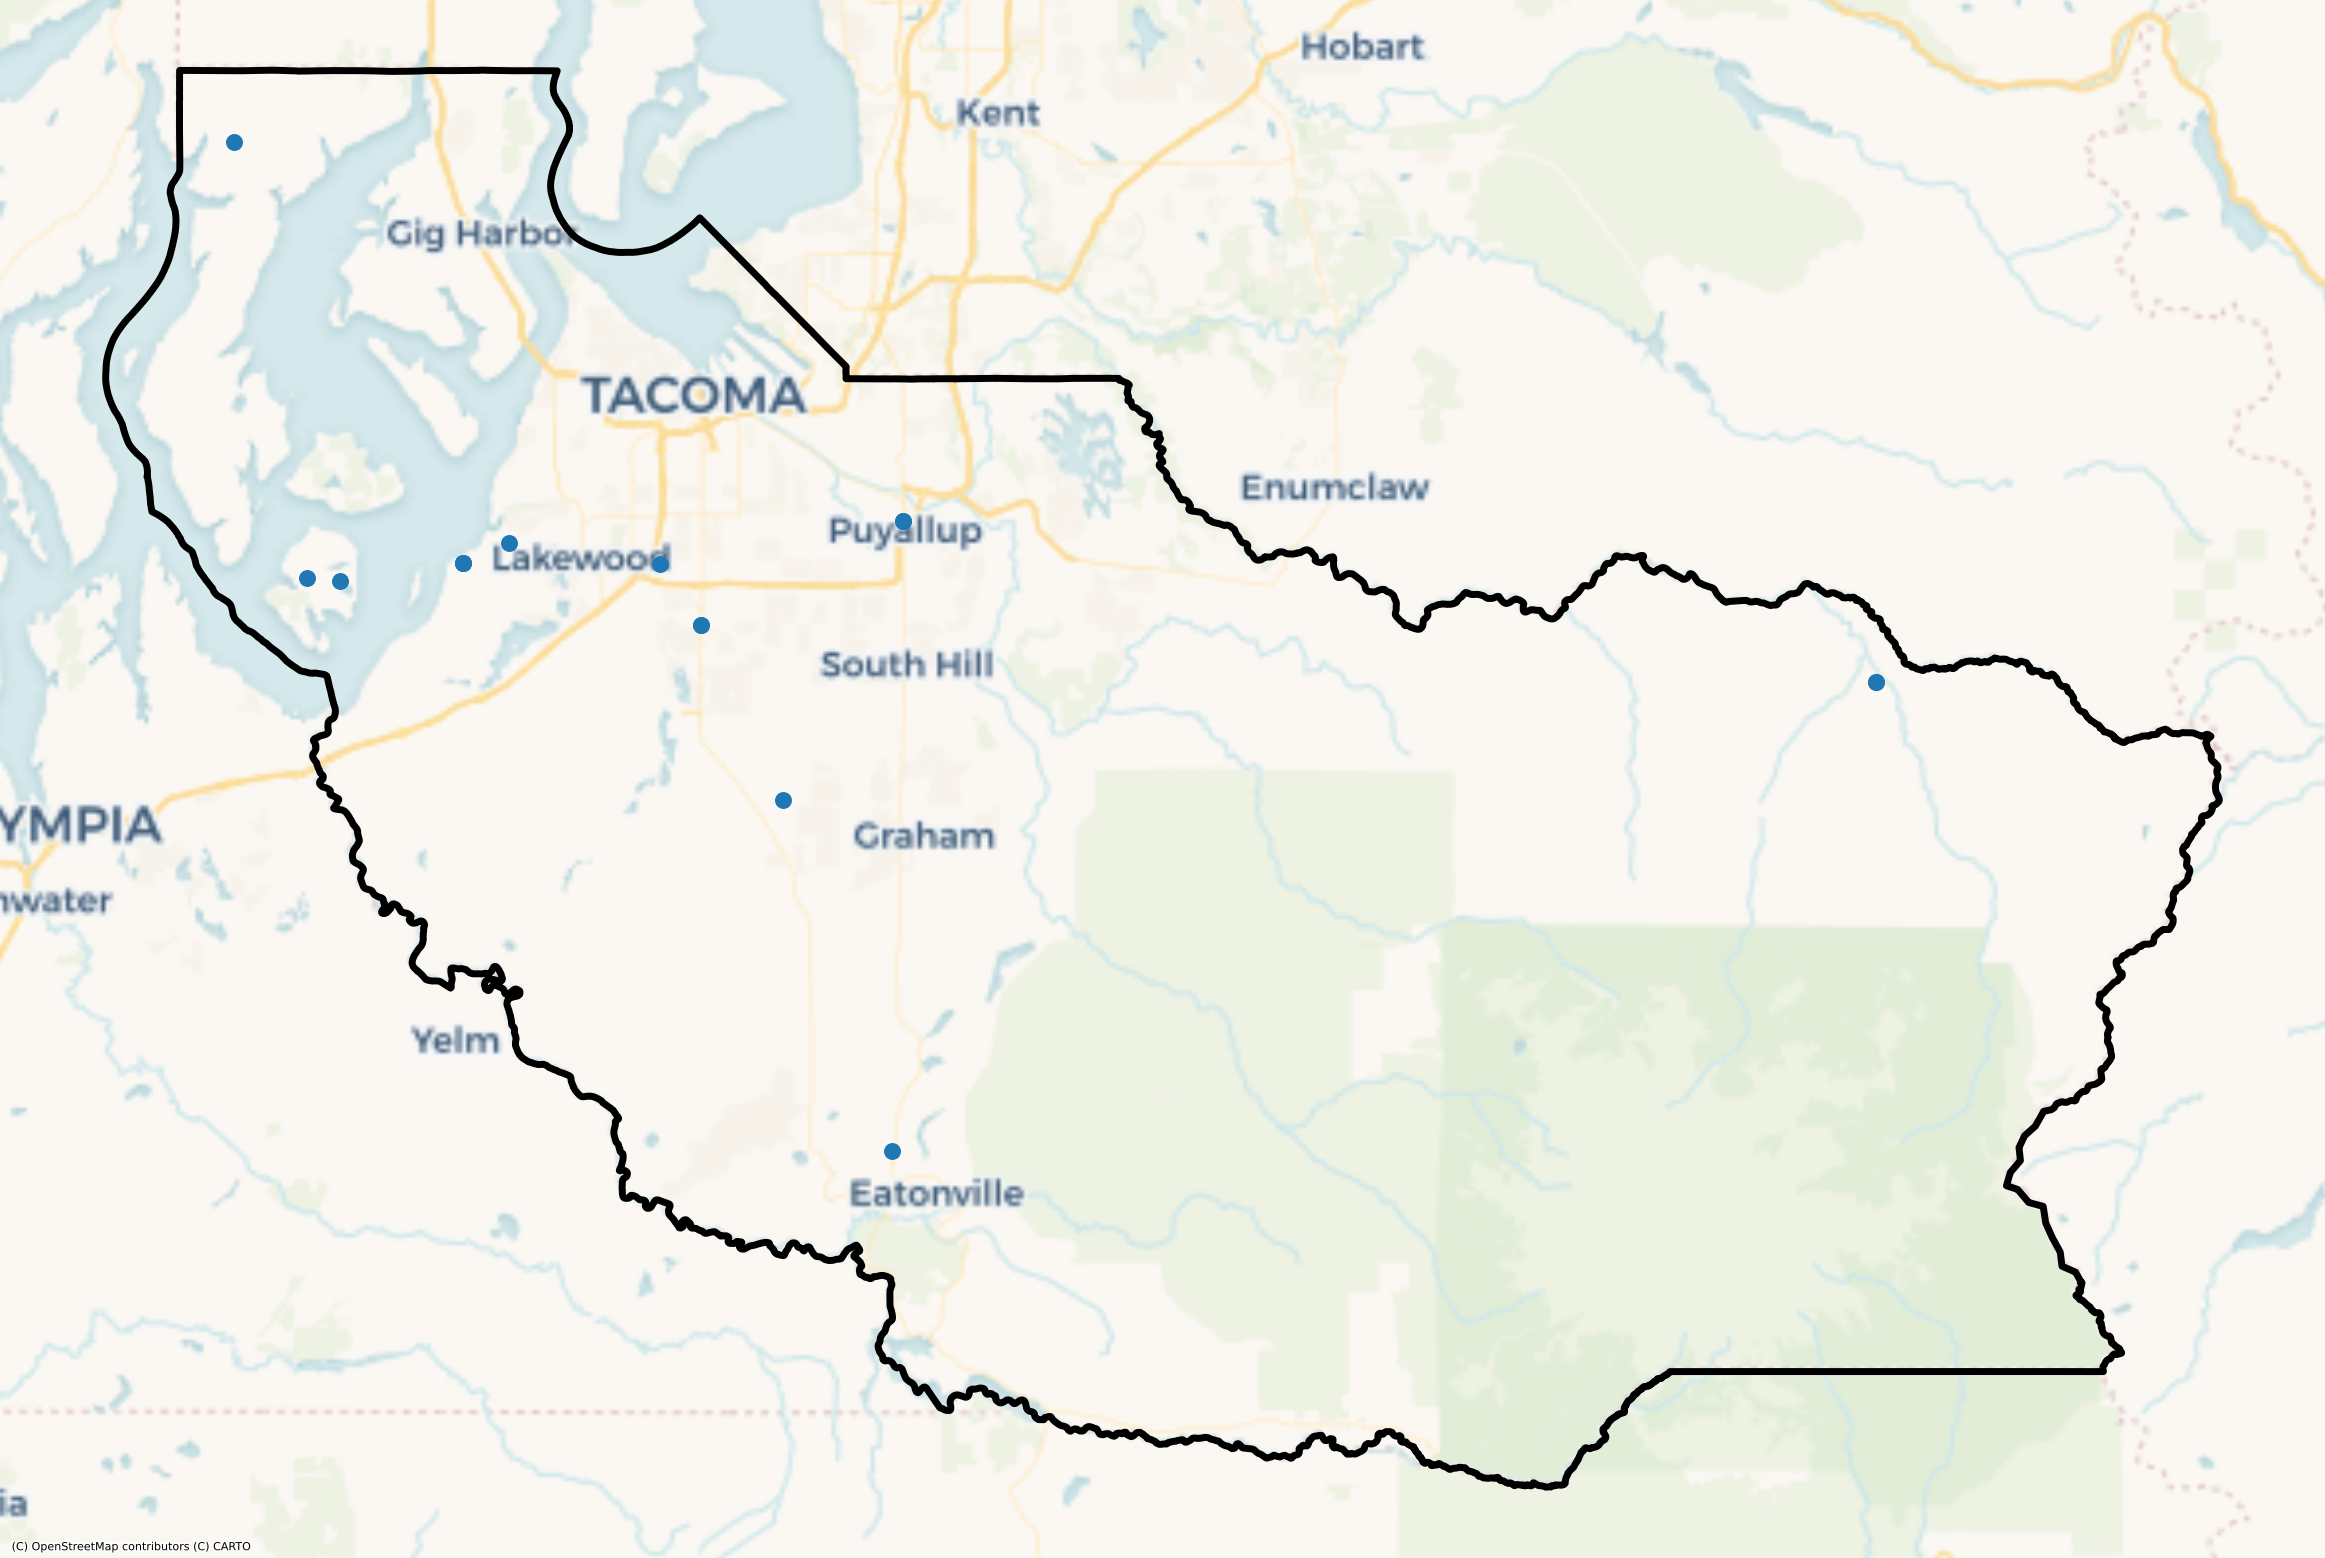 Hobart
Kent
Gig Harbor
TACOMA
Enumclaw
Puyallup
Lakewood
South Hill
YMPIA
Graham
nwater
Yelm
Eatonville
ia
(C) OpenStreetMap contributors (C) CARTO